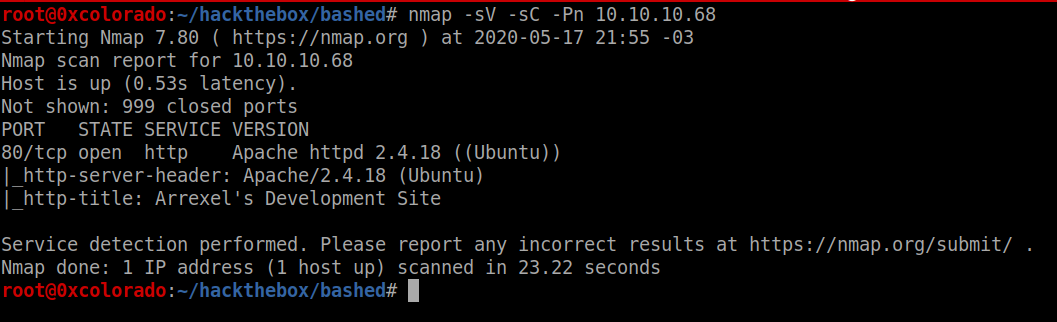 root@0xcolorado:~/hackthebox/bashed# nmap -sV -sC -Pn 10.10.10.68
Starting Nmap 7.80 ( https://nmap.org ) at 2020-05-17 21:55 -03
Nmap scan report for 10.10.10.68
Host is up (0.53s latency).
Not shown: 999 closed ports
PORT   STATE SERVICE VERSION
80/tcp open  http    Apache httpd 2.4.18 ((Ubuntu))
|_http-server-header: Apache/2.4.18 (Ubuntu)
|_http-title: Arrexel's Development Site
Service detection performed. Please report any incorrect results at https://nmap.org/submit/ .
Nmap done: 1 IP address (1 host up) scanned in 23.22 seconds
root@0xcolorado:~/hackthebox/bashed#